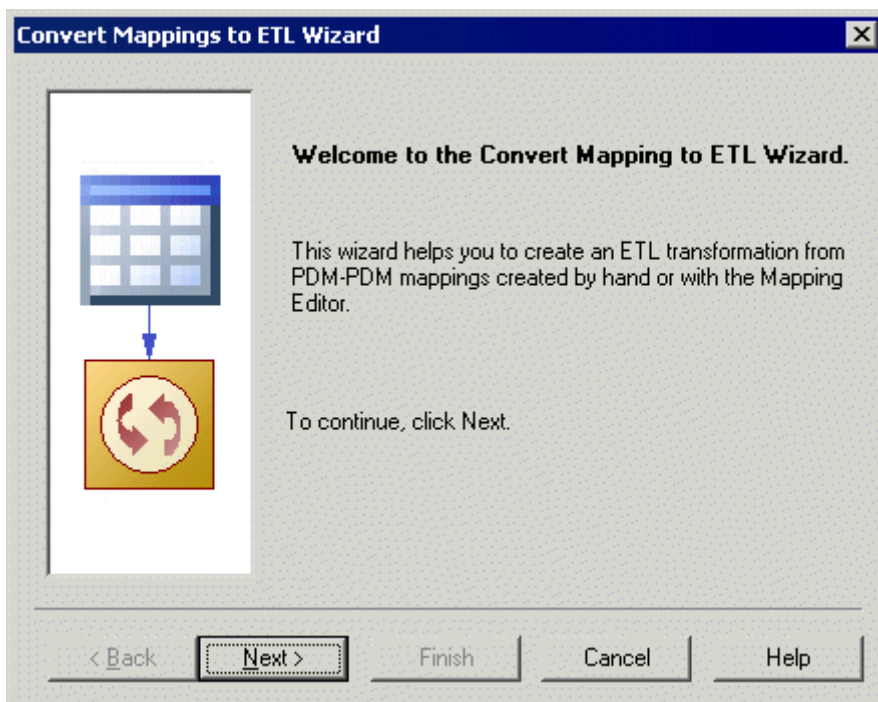 Convert Mappings to ETL Wizard
Welcome to the Convert Mapping to ETL Wizard.
This wizard helps you to create an ETL transformation from
PDM-PDM mappings created by hand or with the Mapping
Editor.
To continue, click Next.
< Back
Next >
Finish
Cancel
Help